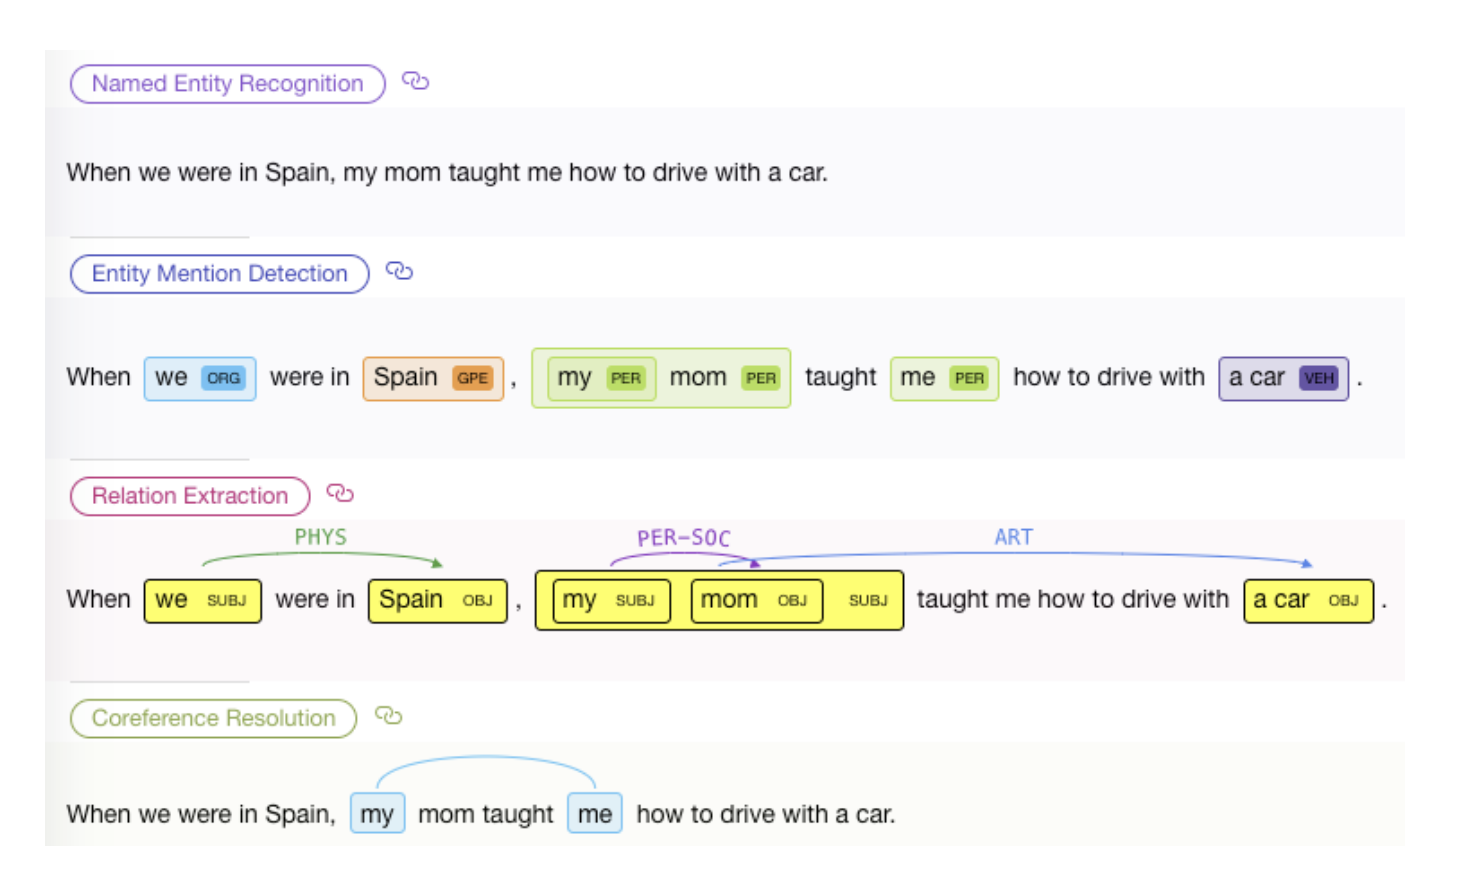 Named Entity Recognition
When we were in Spain, my mom taught me how to drive with a car.
Entity Mention Detection
When we ORG were in Spain GPE , my PER mom PER taught me PER how to drive with a car VEH .
Relation Extraction
PHYS PER-SOC ART
When we SUBJ were in Spain OBJ , my SUBJ mom OBJ SUBJ taught me how to drive with a car OBJ .
Coreference Resolution
When we were in Spain, my mom taught me how to drive with a car.